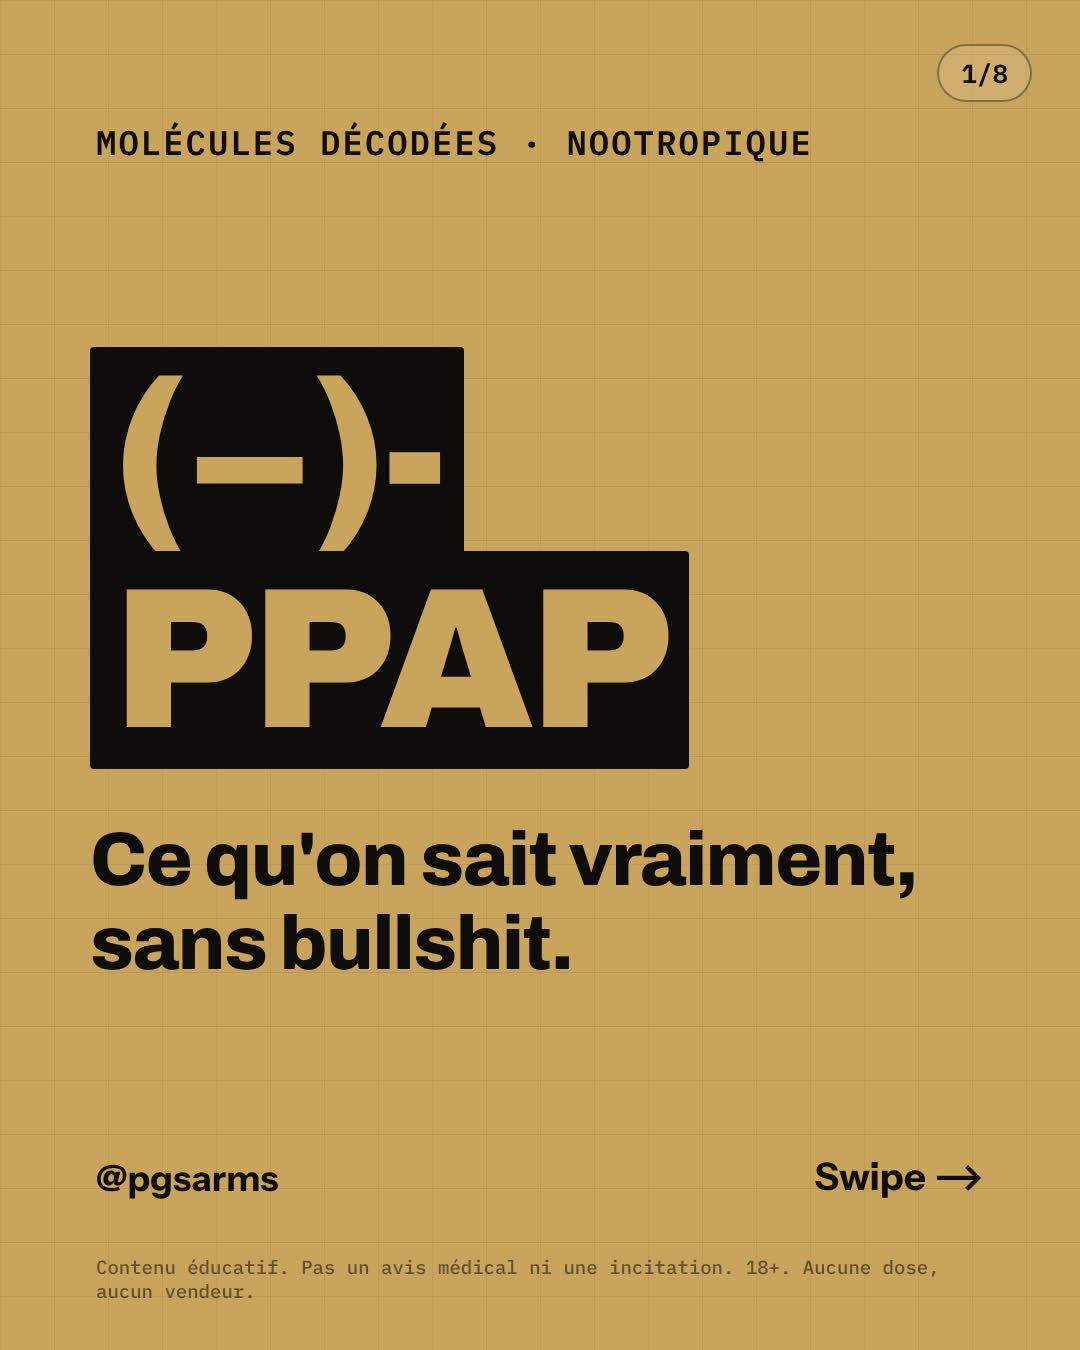 1/8
MOLÉCULES DÉCODÉES · NOOTROPIQUE
(—)-
PPAP
Ce qu'on sait vraiment,
sans bullshit.
@pgsarms
Swipe →
Contenu éducatif. Pas un avis médical ni une incitation. 18+. Aucune dose,
aucun vendeur.